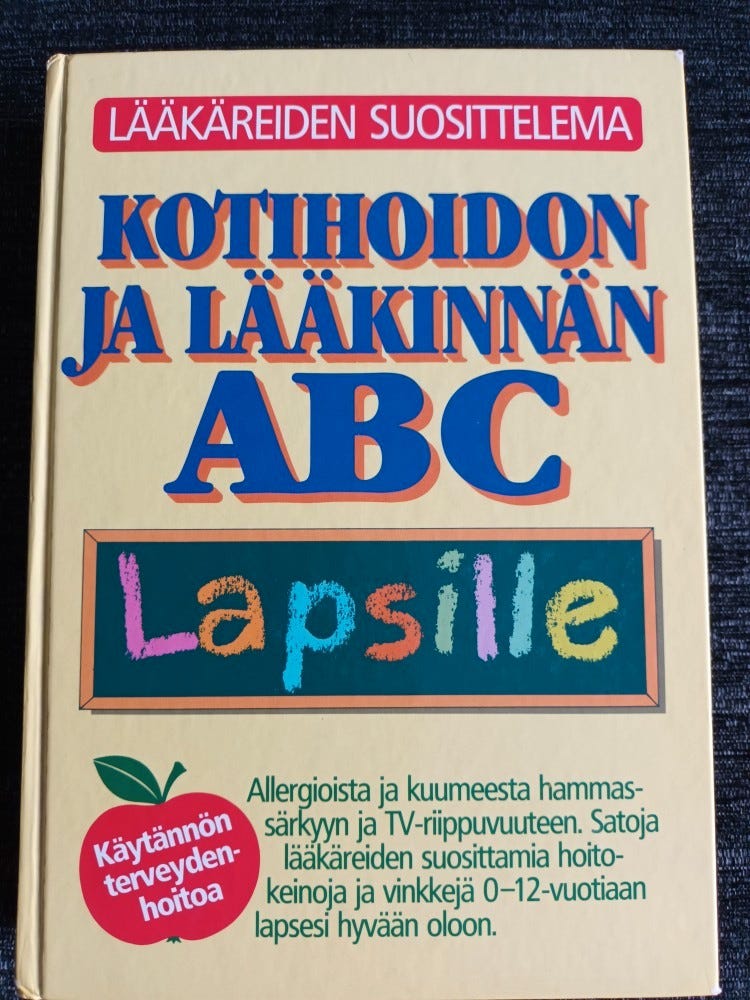 LÄÄKÄREIDEN SUOSITTELEMA
KOTIHOIDON
JA LÄÄKINNÄN
ABC
Lapsille
Käytännön
terveyden-
hoitoa
Allergioista ja kuumeesta hammas-
särkyyn ja TV-riippuvuuteen. Satoja
lääkäreiden suosittamia hoito-
keinoja ja vinkkejä 0–12-vuotiaan
lapsesi hyvään oloon.